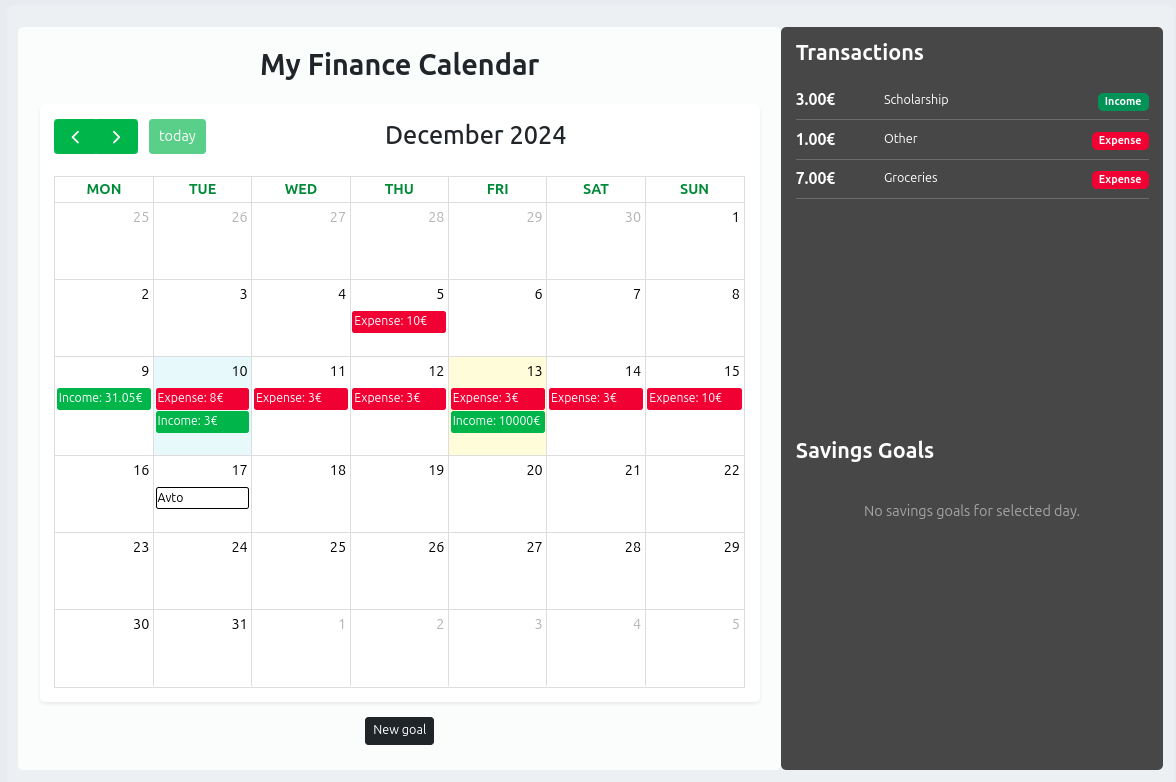 My Finance Calendar
today
December 2024
MON TUE WED THU FRI SAT SUN
25 26 27 28 29 30 1
2 3 4 5 6 7 8
Expense: 10€
9 10 11 12 13 14 15
Income: 31.05€ Expense: 8€ Expense: 3€ Expense: 3€ Expense: 3€ Expense: 3€ Expense: 10€
Income: 3€ Income: 10000€
16 17 18 19 20 21 22
Avto
23 24 25 26 27 28 29
30 31 1 2 3 4 5
New goal
Transactions
3.00€ Scholarship Income
1.00€ Other Expense
7.00€ Groceries Expense
Savings Goals
No savings goals for selected day.